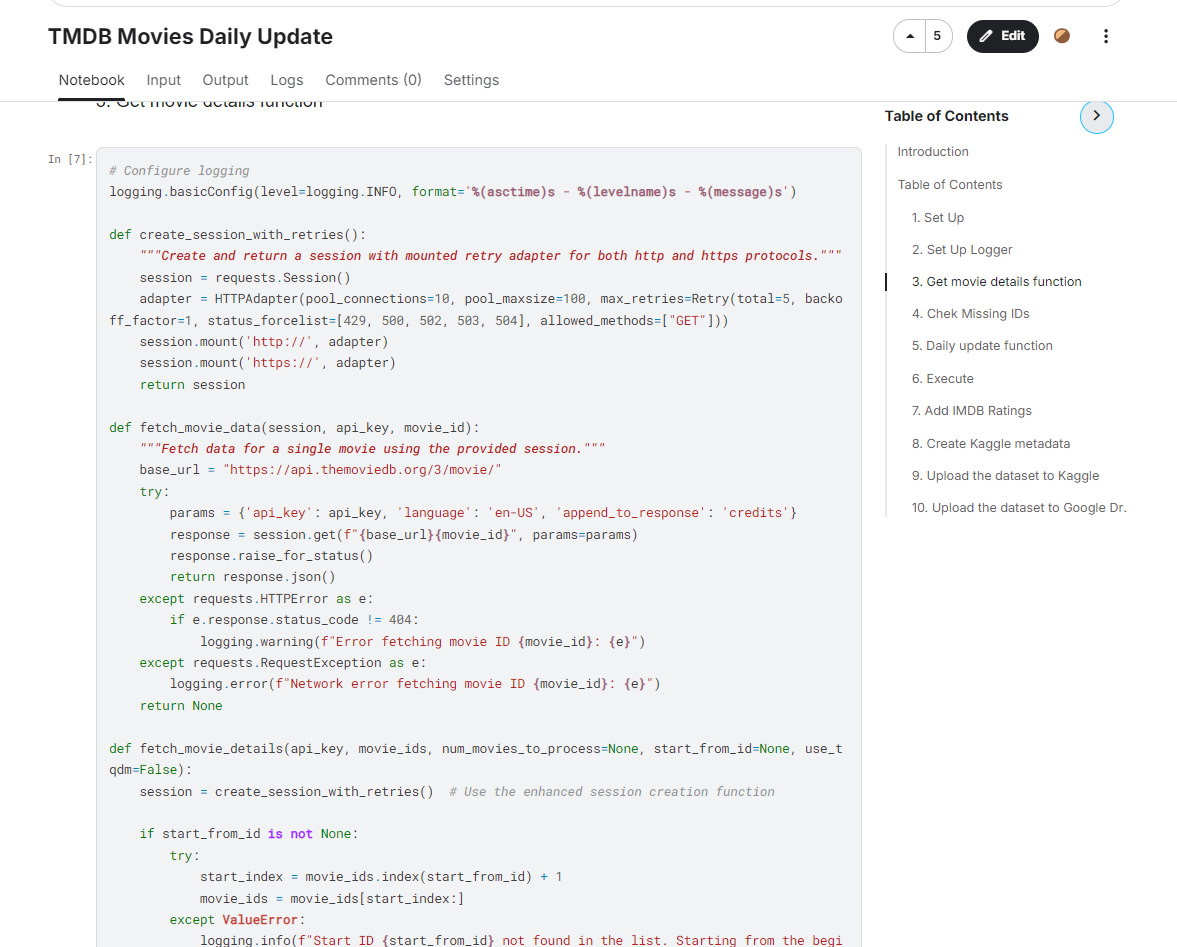 TMDB Movies Daily Update
5
Edit
Notebook
Input
Output
Logs
Comments (0)
Settings
3. Get movie details function
In [7]:
# Configure logging
logging.basicConfig(level=logging.INFO, format='%(asctime)s - %(levelname)s - %(message)s')
def create_session_with_retries():
    """Create and return a session with mounted retry adapter for both http and https protocols."""
    session = requests.Session()
    adapter = HTTPAdapter(pool_connections=10, pool_maxsize=100, max_retries=Retry(total=5, backo
ff_factor=1, status_forcelist=[429, 500, 502, 503, 504], allowed_methods=["GET"]))
    session.mount('http://', adapter)
    session.mount('https://', adapter)
    return session
def fetch_movie_data(session, api_key, movie_id):
    """Fetch data for a single movie using the provided session."""
    base_url = "https://api.themoviedb.org/3/movie/"
    try:
        params = {'api_key': api_key, 'language': 'en-US', 'append_to_response': 'credits'}
        response = session.get(f"{base_url}{movie_id}", params=params)
        response.raise_for_status()
        return response.json()
    except requests.HTTPError as e:
        if e.response.status_code != 404:
            logging.warning(f"Error fetching movie ID {movie_id}: {e}")
    except requests.RequestException as e:
        logging.error(f"Network error fetching movie ID {movie_id}: {e}")
    return None
def fetch_movie_details(api_key, movie_ids, num_movies_to_process=None, start_from_id=None, use_t
qdm=False):
    session = create_session_with_retries()  # Use the enhanced session creation function
    if start_from_id is not None:
        try:
            start_index = movie_ids.index(start_from_id) + 1
            movie_ids = movie_ids[start_index:]
        except ValueError:
            logging.info(f"Start ID {start_from_id} not found in the list. Starting from the begi
Table of Contents
Introduction
Table of Contents
1. Set Up
2. Set Up Logger
3. Get movie details function
4. Chek Missing IDs
5. Daily update function
6. Execute
7. Add IMDB Ratings
8. Create Kaggle metadata
9. Upload the dataset to Kaggle
10. Upload the dataset to Google Dr.